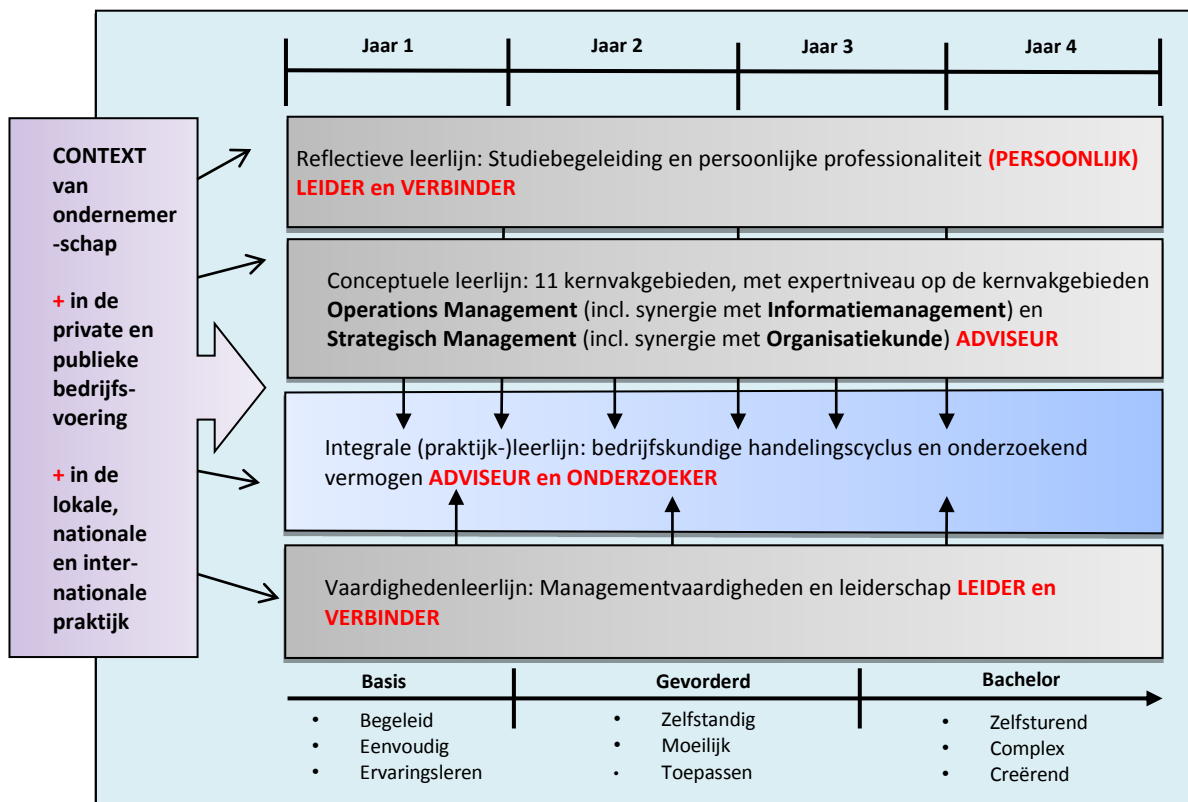 Jaar 1
Jaar 2
Jaar 3
Jaar 4
CONTEXT
van
ondernemer
-schap
+ in de
private en
publieke
bedrijfs-
voering
+ in de
lokale,
nationale
en inter-
nationale
praktijk
Reflectieve leerlijn: Studiebegeleiding en persoonlijke professionaliteit (PERSOONLIJK)
LEIDER en VERBINDER
Conceptuele leerlijn: 11 kernvakgebieden, met expertniveau op de kernvakgebieden
Operations Management (incl. synergie met Informatiemanagement) en
Strategisch Management (incl. synergie met Organisatiekunde) ADVISEUR
Integrale (praktijk-)leerlijn: bedrijfskundige handelingscyclus en onderzoekend
vermogen ADVISEUR en ONDERZOEKER
Vaardighedenleerlijn: Managementvaardigheden en leiderschap LEIDER en
VERBINDER
Basis
• Begeleid
• Eenvoudig
• Ervaringsleren
Gevorderd
• Zelfstandig
• Moeilijk
• Toepassen
Bachelor
• Zelfsturend
• Complex
• Creërend